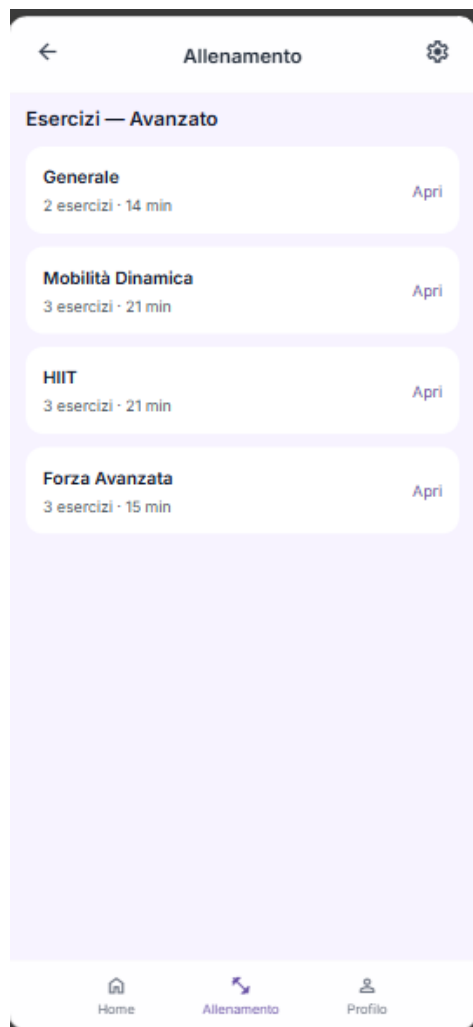 Allenamento
Esercizi — Avanzato
Generale
2 esercizi · 14 min
Apri
Mobilità Dinamica
3 esercizi · 21 min
Apri
HIIT
3 esercizi · 21 min
Apri
Forza Avanzata
3 esercizi · 15 min
Apri
Home
Allenamento
Profilo